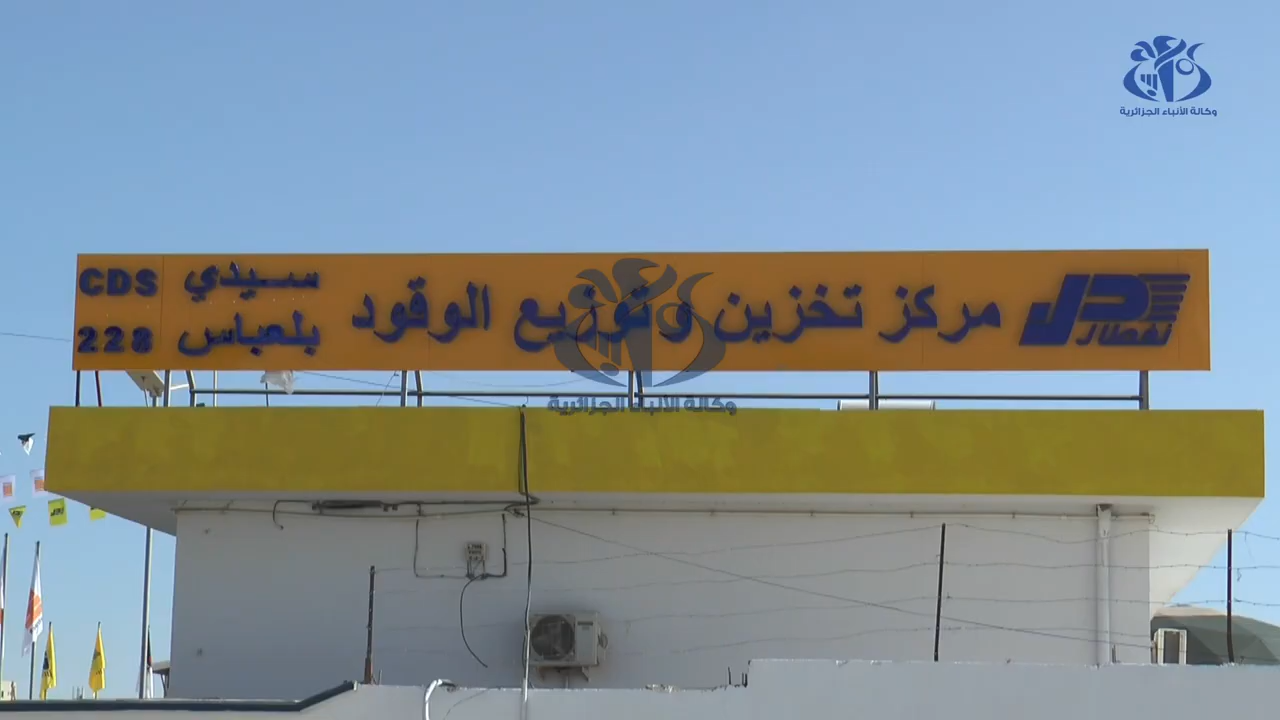 وكالة الأنباء الجزائرية
نفطال
مركز تخزين وتوزيع الوقود
سيدي
بلعباس
CDS
228
وكالة الأنباء الجزائرية